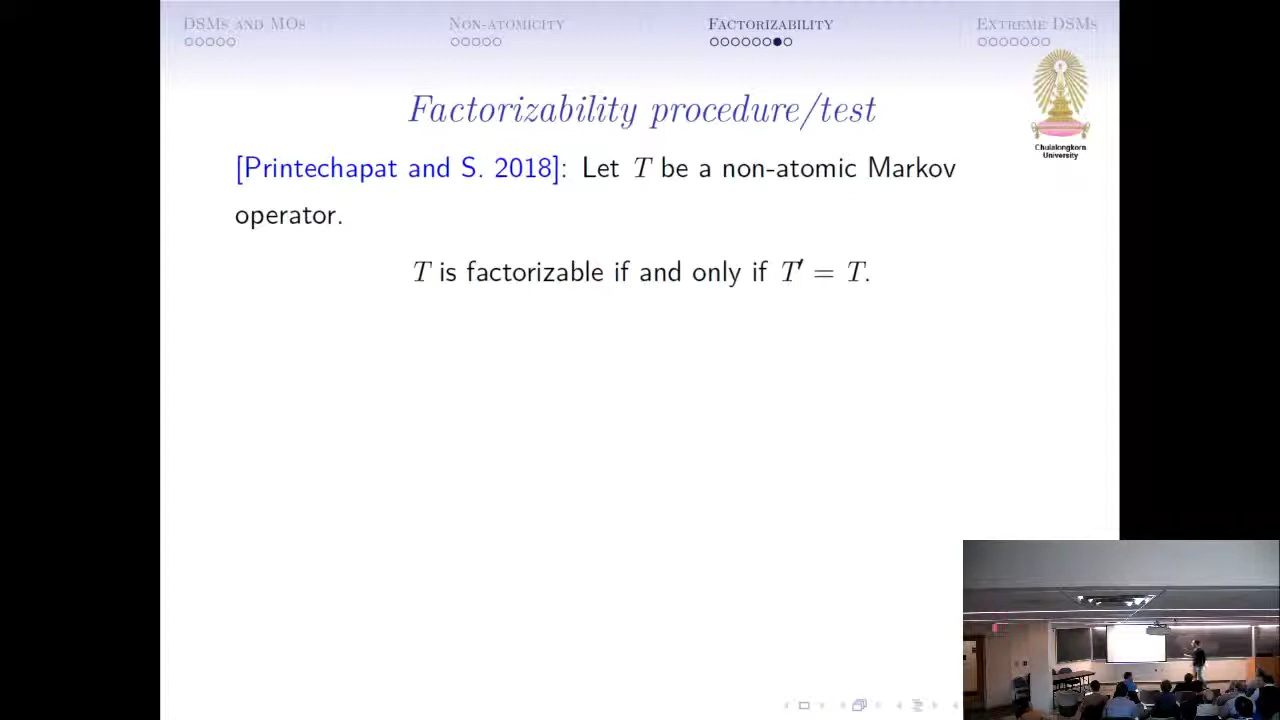 DSMs and MOs Non-atomicity Factorizability Extreme DSMs
Factorizability procedure/test
Chulalongkorn
University
[Printechapat and S. 2018]: Let T be a non-atomic Markov
operator.
T is factorizable if and only if T′ = T.